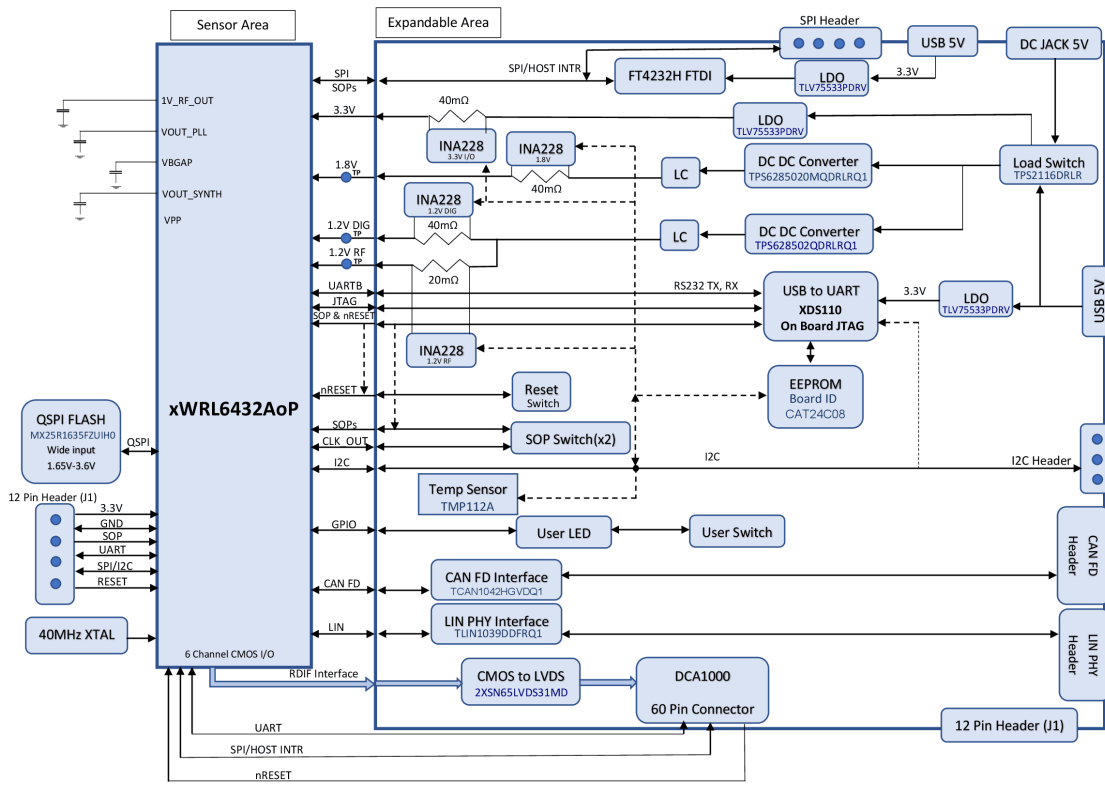 Sensor Area
Expandable Area
SPI Header
USB 5V
DC JACK 5V
SPI
SOPs
SPI/HOST INTR
FT4232H FTDI
LDO
TLV75533PDRV
3.3V
1V_RF_OUT
VOUT_PLL
VBGAP
VOUT_SYNTH
VPP
3.3V
40mΩ
INA228
3.3V I/O
LDO
TLV75533PDRV
INA228
1.8V
1.8V
TP
40mΩ
LC
DC DC Converter
TPS6285020MQDRLRQ1
Load Switch
TPS2116DRLR
INA228
1.2V DIG
1.2V DIG
TP
40mΩ
LC
DC DC Converter
TPS628502QDRLRQ1
1.2V RF
TP
20mΩ
UARTB
RS232 TX, RX
JTAG
SOP & nRESET
USB to UART
XDS110
On Board JTAG
3.3V
LDO
TLV75533PDRV
USB 5V
INA228
1.2V RF
xWRL6432AoP
nRESET
Reset
Switch
EEPROM
Board ID
CAT24C08
QSPI FLASH
MX25R1635FZUIH0
Wide input
1.65V-3.6V
QSPI
SOPs
CLK_OUT
SOP Switch(x2)
I2C
I2C
I2C Header
Temp Sensor
TMP112A
12 Pin Header (J1)
3.3V
GND
SOP
UART
SPI/I2C
RESET
GPIO
User LED
User Switch
CAN FD
CAN FD Interface
TCAN1042HGVDQ1
CAN FD
Header
40MHz XTAL
LIN
LIN PHY Interface
TLIN1039DDFRQ1
LIN PHY
Header
6 Channel CMOS I/O
RDIF Interface
CMOS to LVDS
2XSN65LVDS31MD
DCA1000
60 Pin Connector
12 Pin Header (J1)
UART
SPI/HOST INTR
nRESET